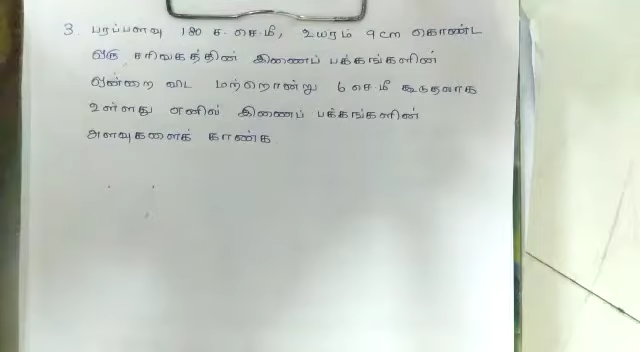 3. பரப்பளவு 180 ச.செ.மீ, உயரம் 9cm கொண்ட
ஒரு சரிவகத்தின் இணைப் பக்கங்களின்
ஒன்றை விட மற்றொன்று 6 செ.மீ கூடுதலாக
உள்ளது எனில் இணைப் பக்கங்களின்
அளவுகளைக் காண்க.